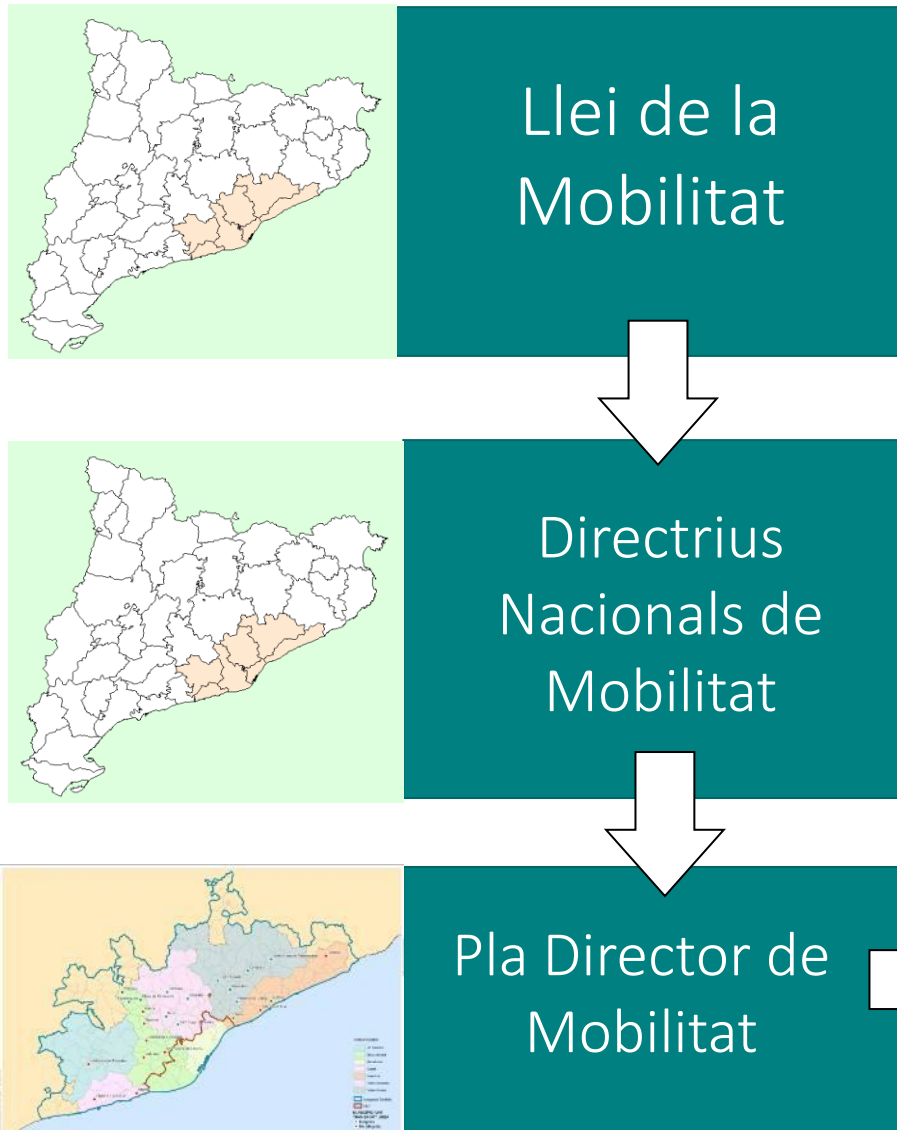 Llei de la
Mobilitat
Directrius
Nacionals de
Mobilitat
Pla Director de
Mobilitat